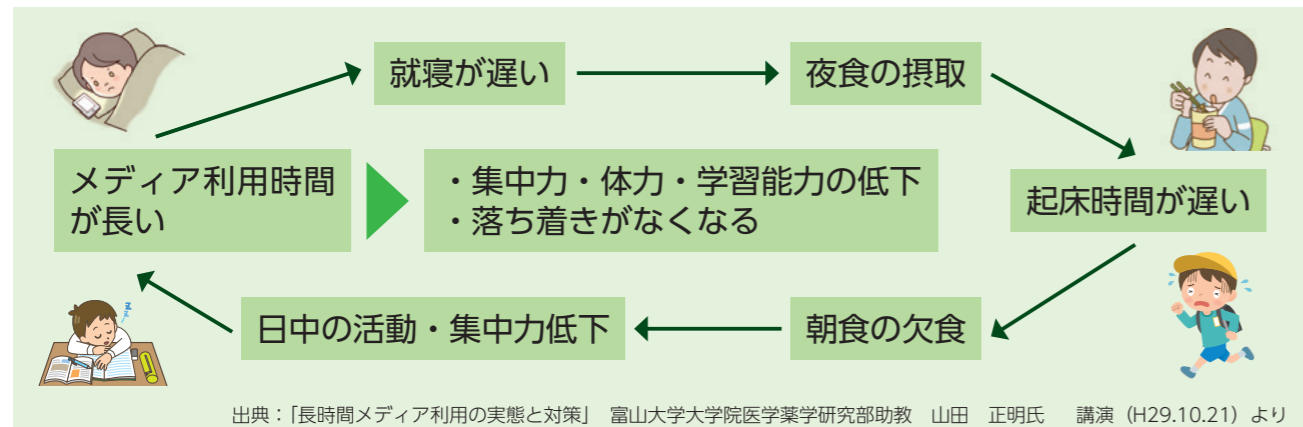 就寝が遅い
夜食の摂取
メディア利用時間
が長い
・集中力・体力・学習能力の低下
・落ち着きがなくなる
起床時間が遅い
日中の活動・集中力低下
朝食の欠食
出典：「長時間メディア利用の実態と対策」　富山大学大学院医学薬学研究部助教　山田　正明氏　講演（H29.10.21）より